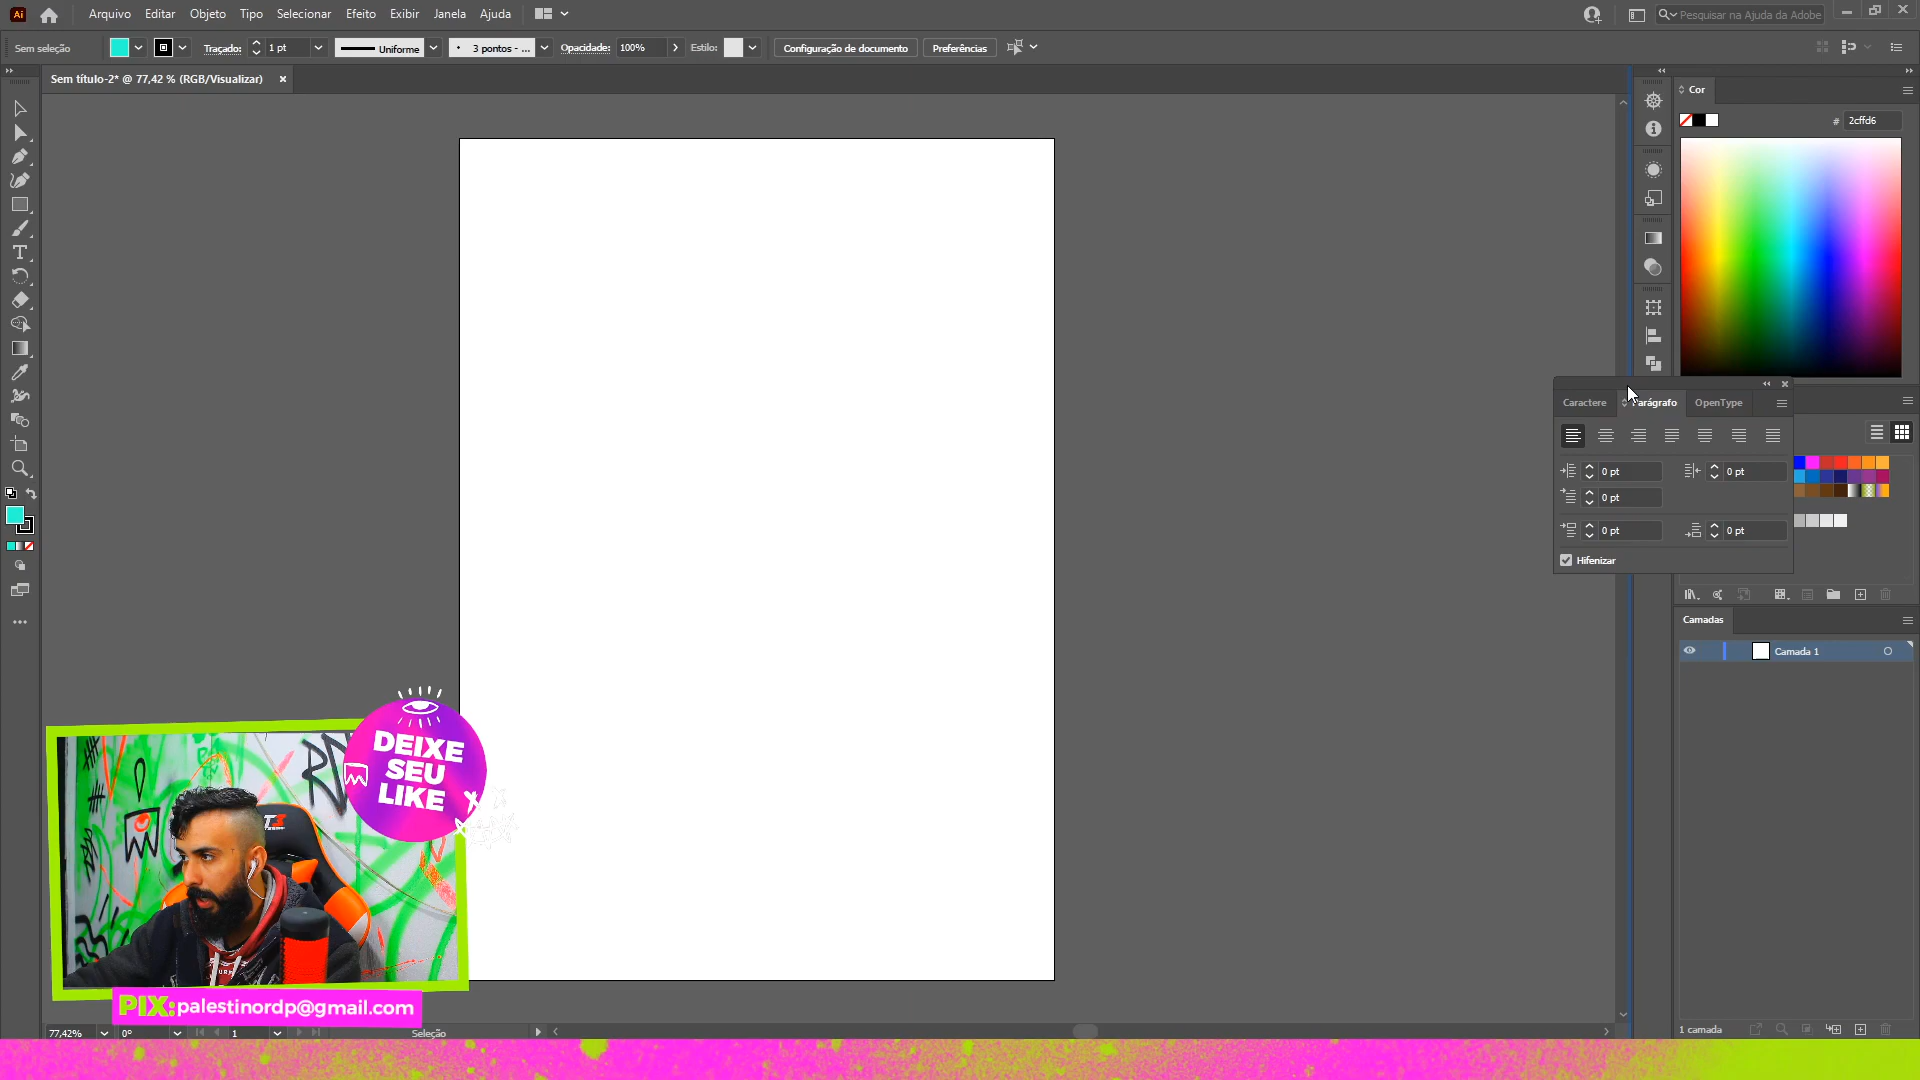 Ai
Arquivo Editar Objeto Tipo Selecionar Efeito Exibir Janela Ajuda
Pesquisar na Ajuda da Adobe
Sem seleção
Traçado: 1 pt
Uniforme
3 pontos - ...
Opacidade: 100%
Estilo:
Configuração de documento
Preferências
Sem título-2* @ 77,42 % (RGB/Visualizar)
Cor
# 2cffd6
Caractere Parágrafo OpenType
0 pt 0 pt
0 pt
0 pt 0 pt
Hifenizar
Camadas
Camada 1
DEIXE
SEU
LIKE
PIX:palestinordp@gmail.com
77,42% 0° 1 Seleção
1 camada